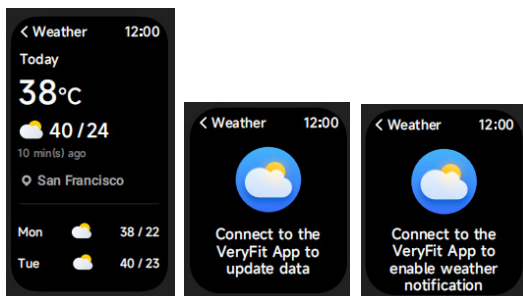 Weather 12:00
Today
38°C
40 / 24
10 min(s) ago
San Francisco
Mon 38 / 22
Tue 40 / 23
Weather 12:00
Connect to the
VeryFit App to
update data
Weather 12:00
Connect to the
VeryFit App to
enable weather
notification